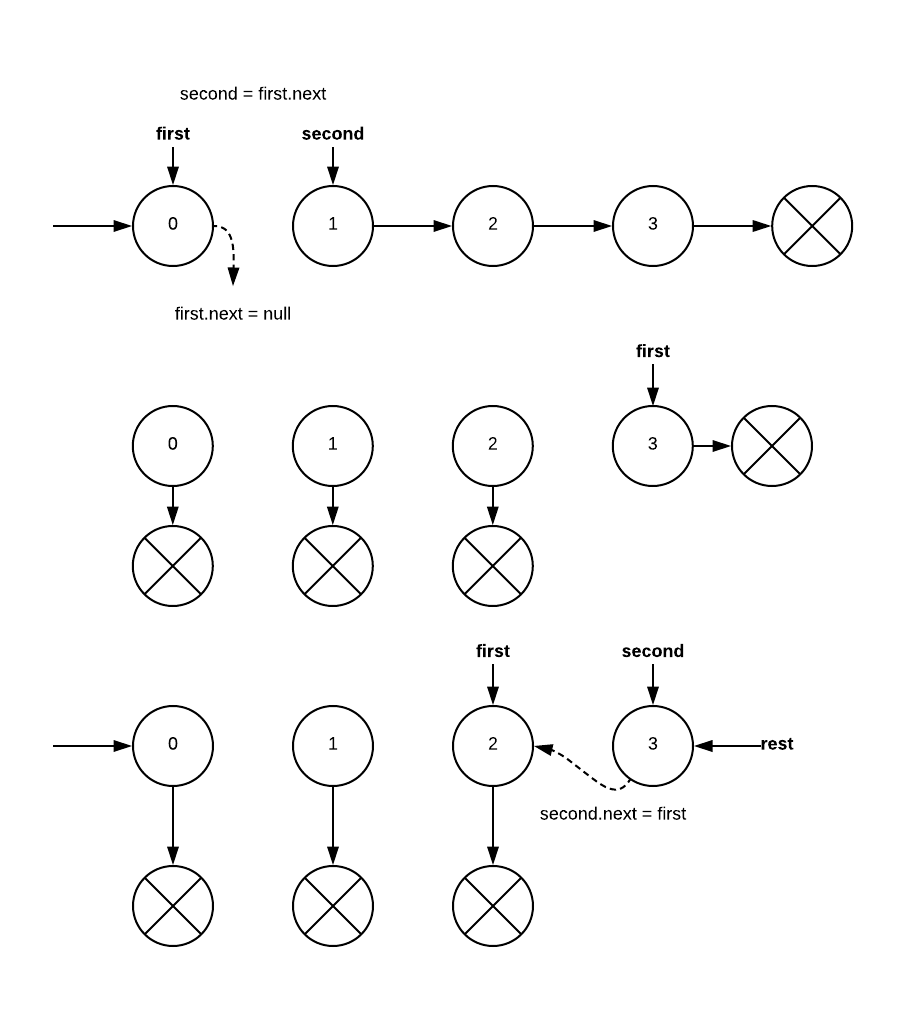 second = first.next
first
second
0
1
2
3
first.next = null
first
0
1
2
3
first
second
0
1
2
3
rest
second.next = first